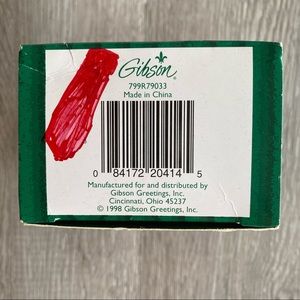 Gibson®
799R79033
Made in China
0 84172 20414 5
Manufactured for and distributed by
Gibson Greetings, Inc.
Cincinnati, Ohio 45237
© 1998 Gibson Greetings, Inc.